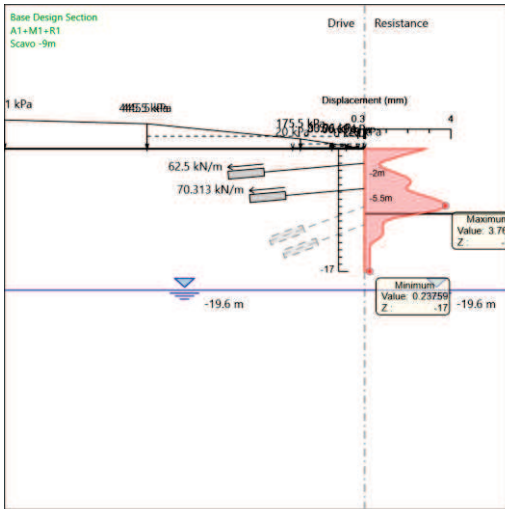 Base Design Section
A1+M1+R1
Scavo -9m
Drive
Resistance
Displacement (mm)
0.3
4
1 kPa
175.5 kPa
20 kPa
62.5 kN/m
-2m
70.313 kN/m
-5.5m
Maximum
Value: 3.76
Z :
-17
Minimum
Value: 0.23759
Z :
-17
-19.6 m
-19.6 m